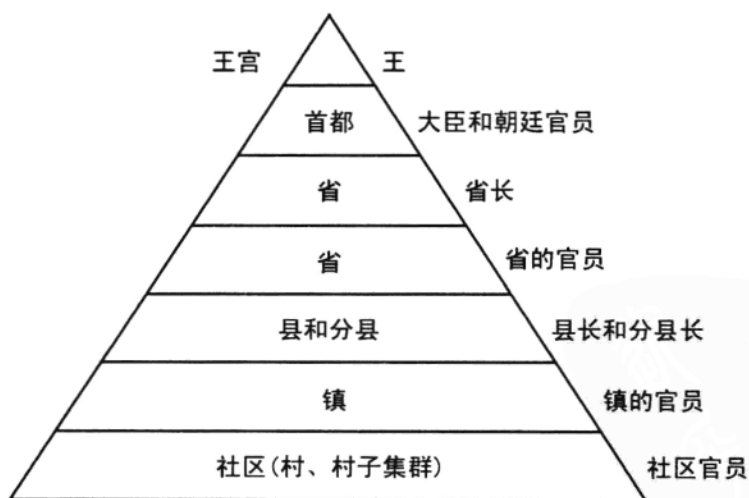 王宫 王
首都 大臣和朝廷官员
省 省长
省 省的官员
县和分县 县长和分县长
镇 镇的官员
社区(村、村子集群) 社区官员